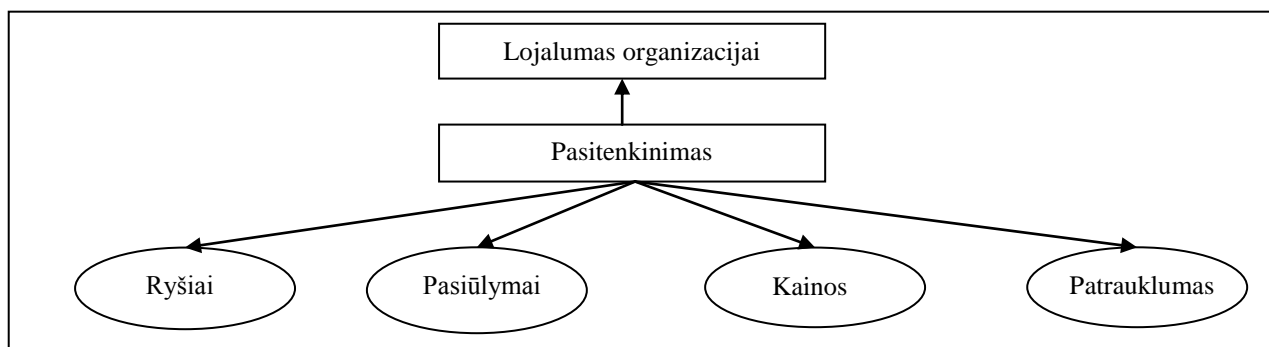 Lojalumas organizacijai
Pasitenkinimas
Ryšiai
Pasiūlymai
Kainos
Patrauklumas